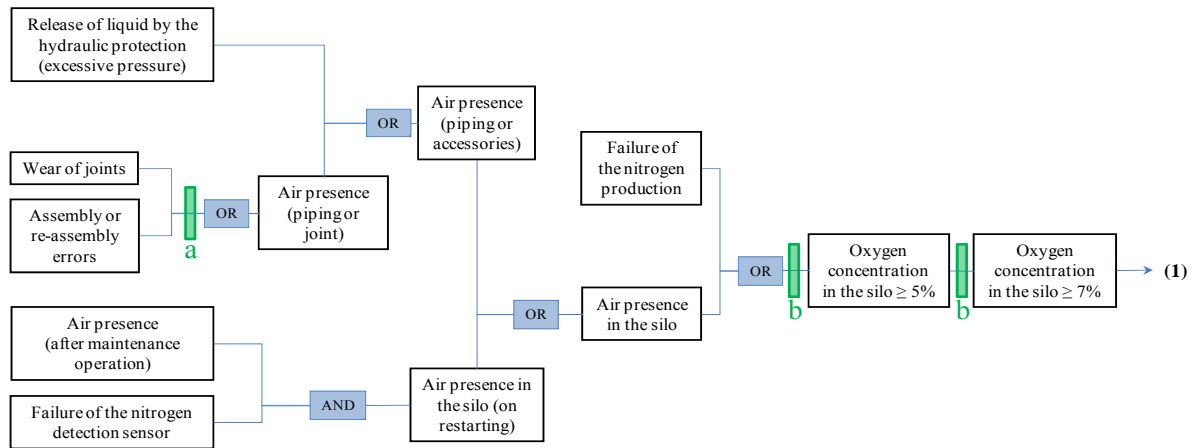 Release of liquid by the
hydraulic protection
(excessive pressure)
OR
Air presence
(piping or
accessories)
Wear of joints
Assembly or
re-assembly
errors
a
OR
Air presence
(piping or
joint)
Failure of
the nitrogen
production
OR
b
Oxygen
concentration
in the silo ≥ 5%
b
Oxygen
concentration
in the silo ≥ 7%
(1)
OR
Air presence
in the silo
Air presence
(after maintenance
operation)
Failure of the nitrogen
detection sensor
AND
Air presence in
the silo (on
restarting)